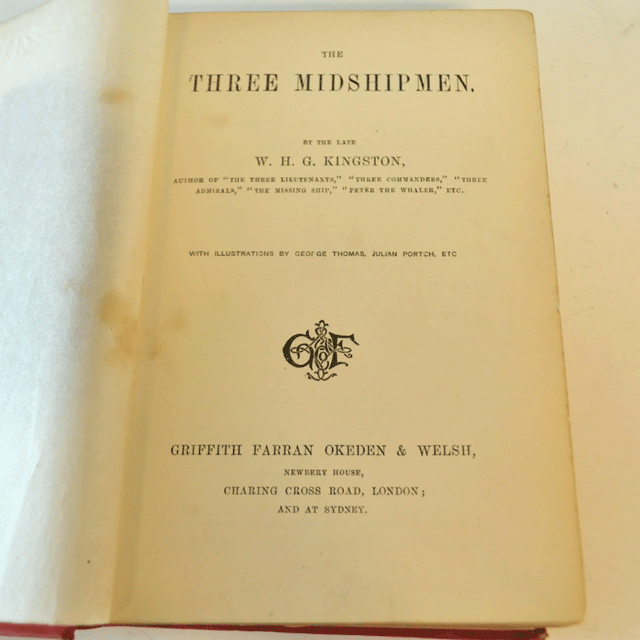 THE
THREE MIDSHIPMEN.
BY THE LATE
W. H. G. KINGSTON,
AUTHOR OF "THE THREE LIEUTENANTS," "THREE COMMANDERS," "THREE
ADMIRALS," "THE MISSING SHIP," "PETER THE WHALER," ETC.
WITH ILLUSTRATIONS BY GEORGE THOMAS, JULIAN PORTCH, ETC
G & F
GRIFFITH FARRAN OKEDEN & WELSH,
NEWBERY HOUSE,
CHARING CROSS ROAD, LONDON;
AND AT SYDNEY.